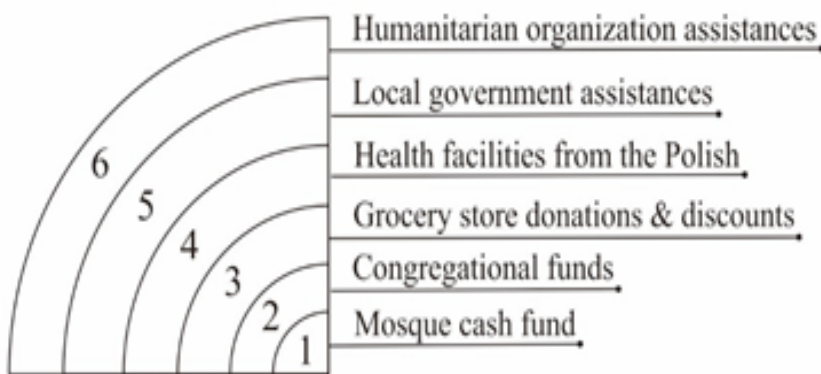 Humanitarian organization assistances
Local government assistances
Health facilities from the Polish
Grocery store donations & discounts
Congregational funds
Mosque cash fund
6
5
4
3
2
1